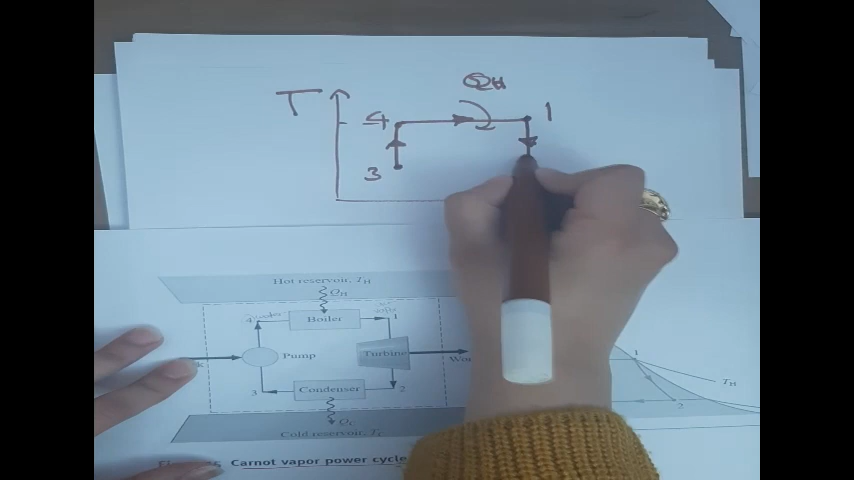 QH
T
4
1
3
Hot reservoir, TH
QH
4
Boiler
1
Pump
Turbine
Wo
3
Condenser
2
QC
Cold reservoir, TC
Carnot vapor power cycle
1
TH
2